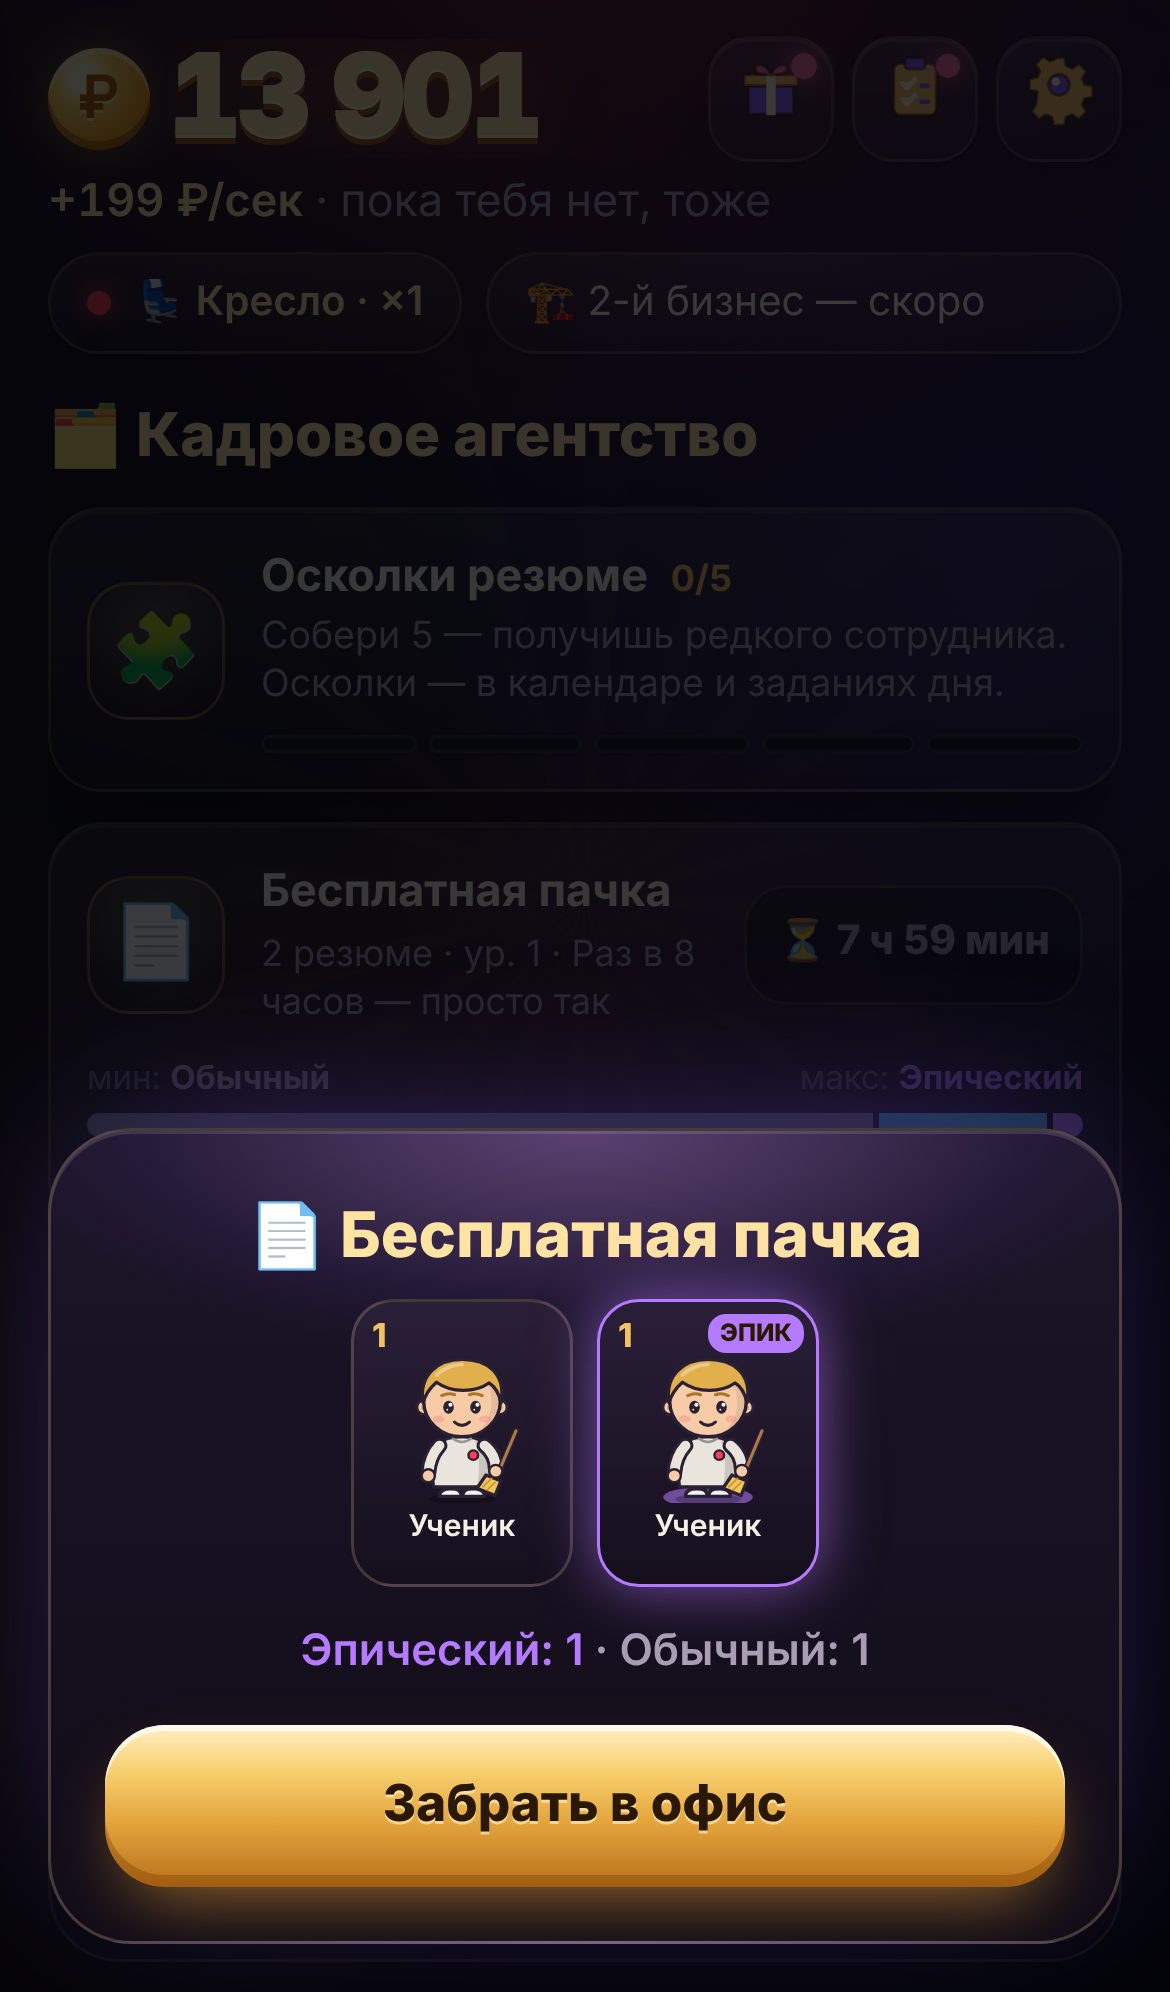 ₽ 13 901
+199 ₽/сек · пока тебя нет, тоже
Кресло · ×1
2-й бизнес — скоро
Кадровое агентство
Осколки резюме 0/5
Собери 5 — получишь редкого сотрудника.
Осколки — в календаре и заданиях дня.
Бесплатная пачка
2 резюме · ур. 1 · Раз в 8
часов — просто так
7 ч 59 мин
мин: Обычный
макс: Эпический
Бесплатная пачка
1
Ученик
1
ЭПИК
Ученик
Эпический: 1 · Обычный: 1
Забрать в офис